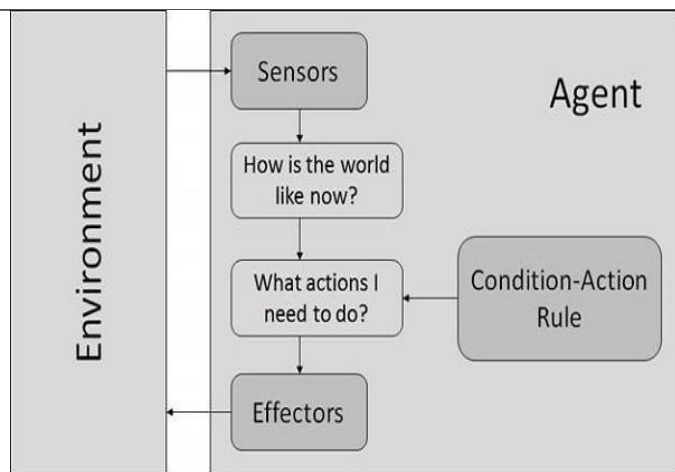 Environment
Sensors
Agent
How is the world
like now?
What actions I
need to do?
Condition-Action
Rule
Effectors